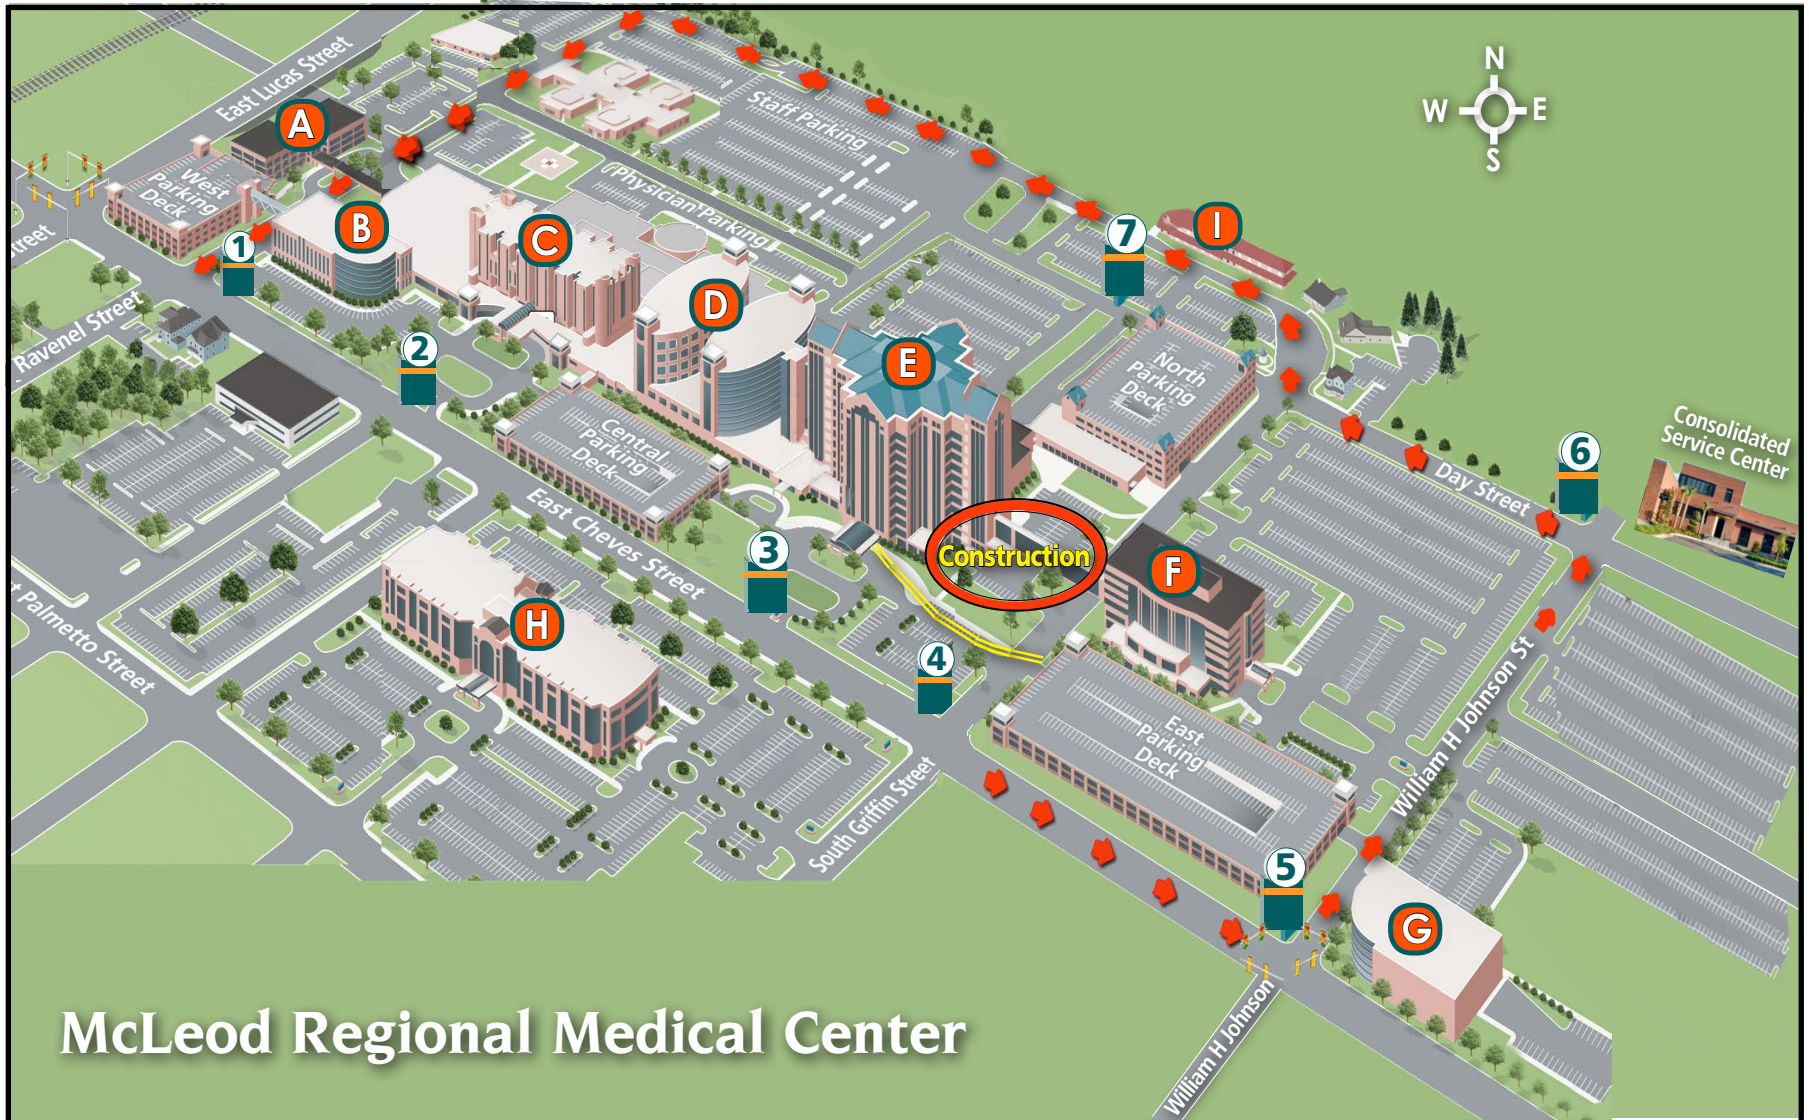 East Lucas Street
A
West
Parking
Deck
1
B
C
Staff Parking
Physician Parking
D
E
7
I
N
W
E
S
treet
Ravenel Street
2
Central
Parking
Deck
North
Parking
Deck
Consolidated
Service Center
6
Day Street
East Cheves Street
3
Construction
F
H
4
t Palmetto Street
East
Parking
Deck
William H Johnson St
South Griffin Street
5
G
William H Johnson
McLeod Regional Medical Center